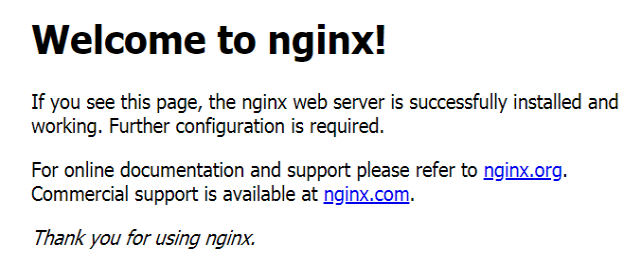 Welcome to nginx!
If you see this page, the nginx web server is successfully installed and
working. Further configuration is required.
For online documentation and support please refer to nginx.org.
Commercial support is available at nginx.com.
Thank you for using nginx.